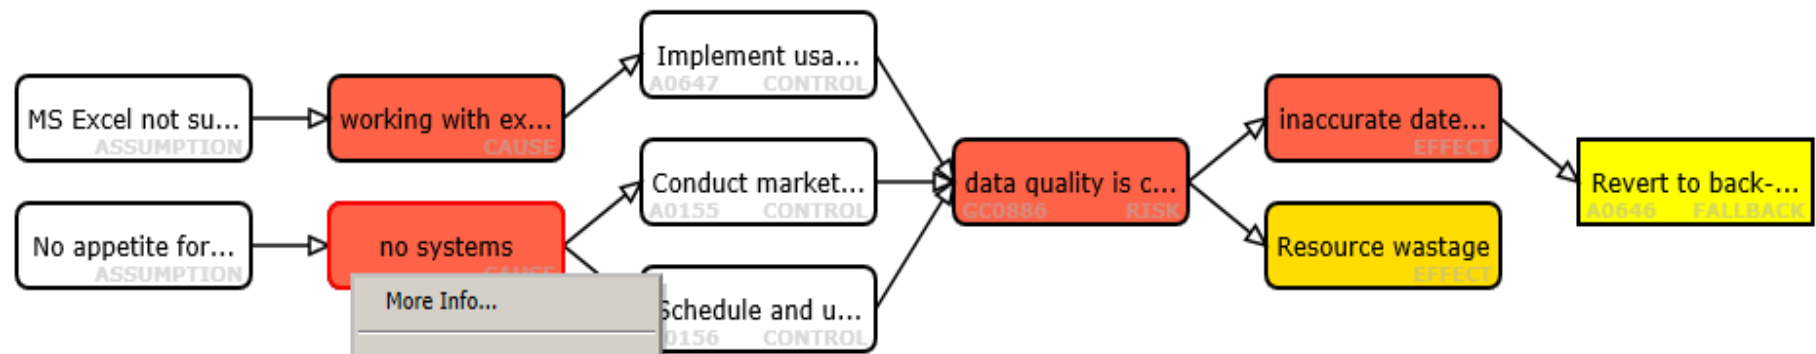 MS Excel not su...
ASSUMPTION
No appetite for...
ASSUMPTION
working with ex...
CAUSE
no systems
CAUSE
More Info...
Implement usa...
A0647 CONTROL
Conduct market...
A0155 CONTROL
Schedule and u...
0156 CONTROL
data quality is c...
GC0886 RISK
inaccurate date...
EFFECT
Resource wastage
EFFECT
Revert to back-...
A0646 FALLBACK